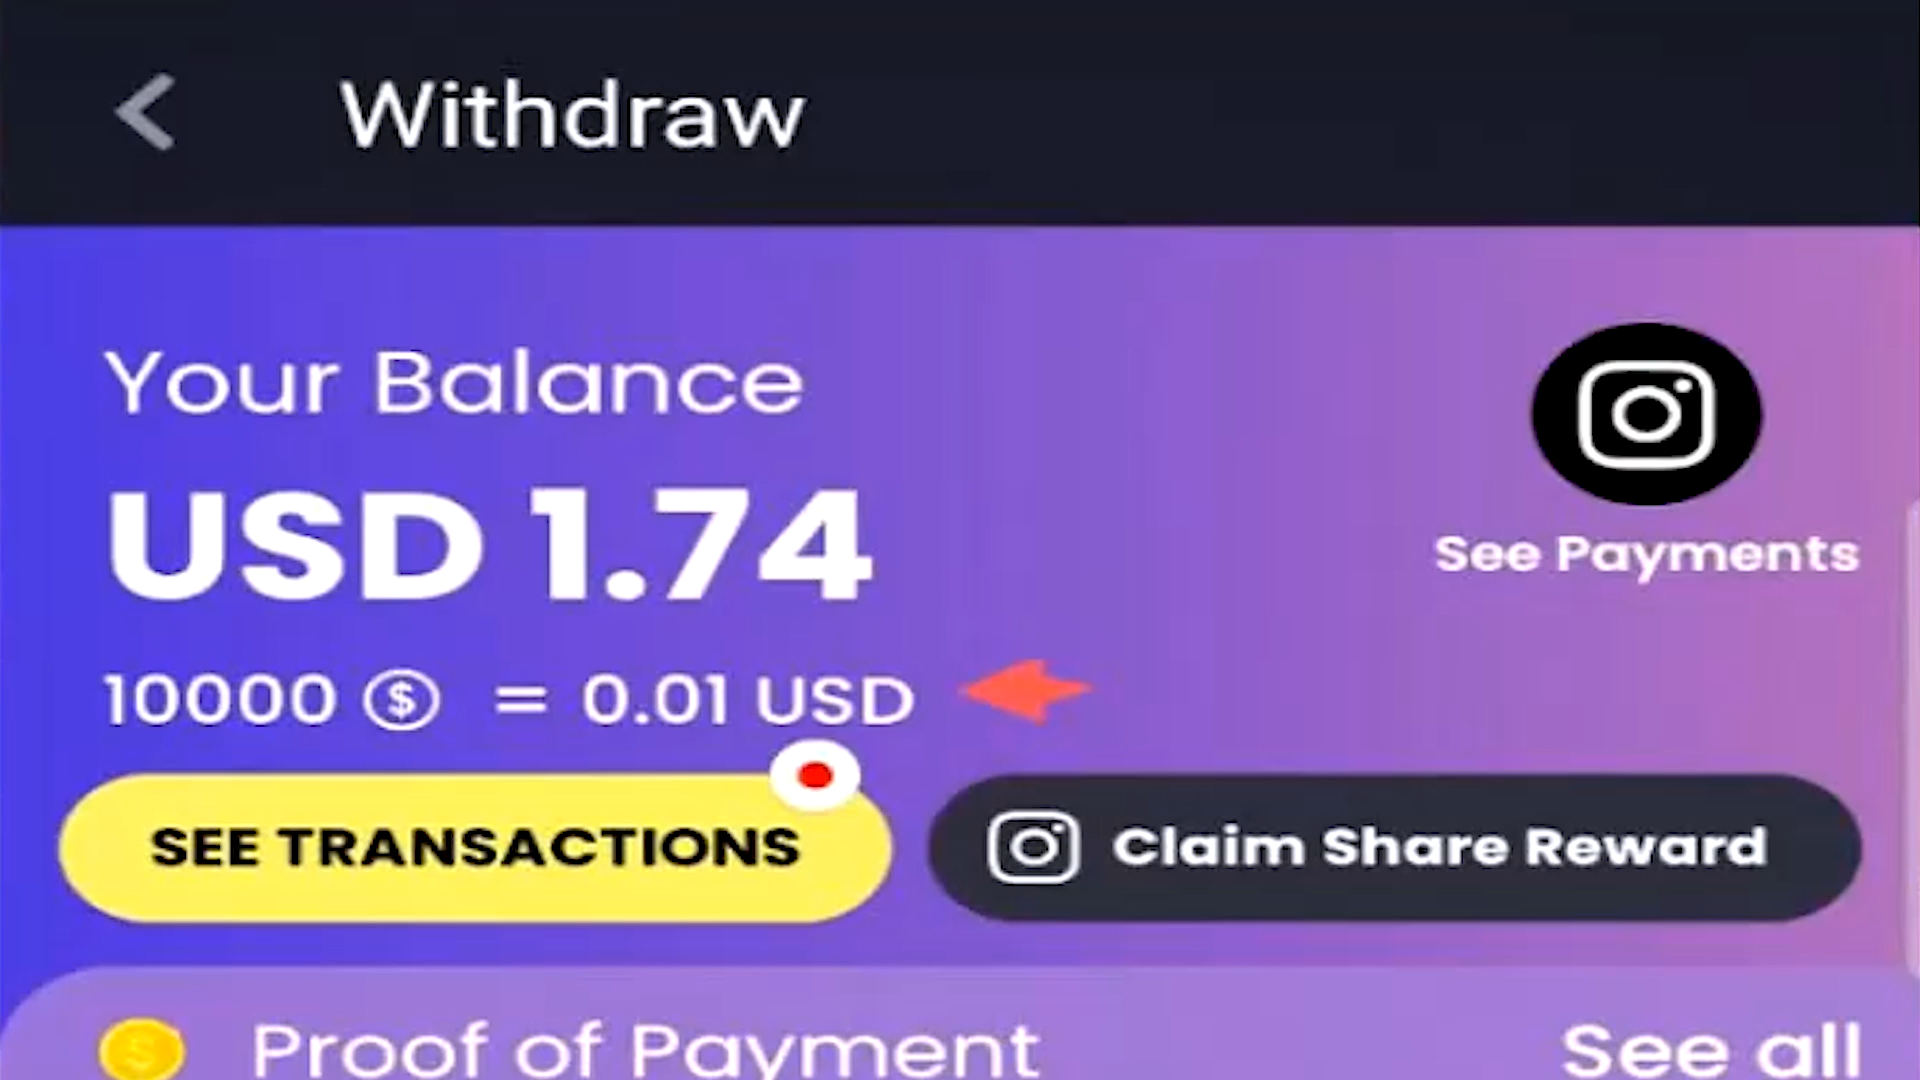 Withdraw
Your Balance
USD 1.74
See Payments
10000 $ = 0.01 USD
SEE TRANSACTIONS
Claim Share Reward
$ Proof of Payment
See all